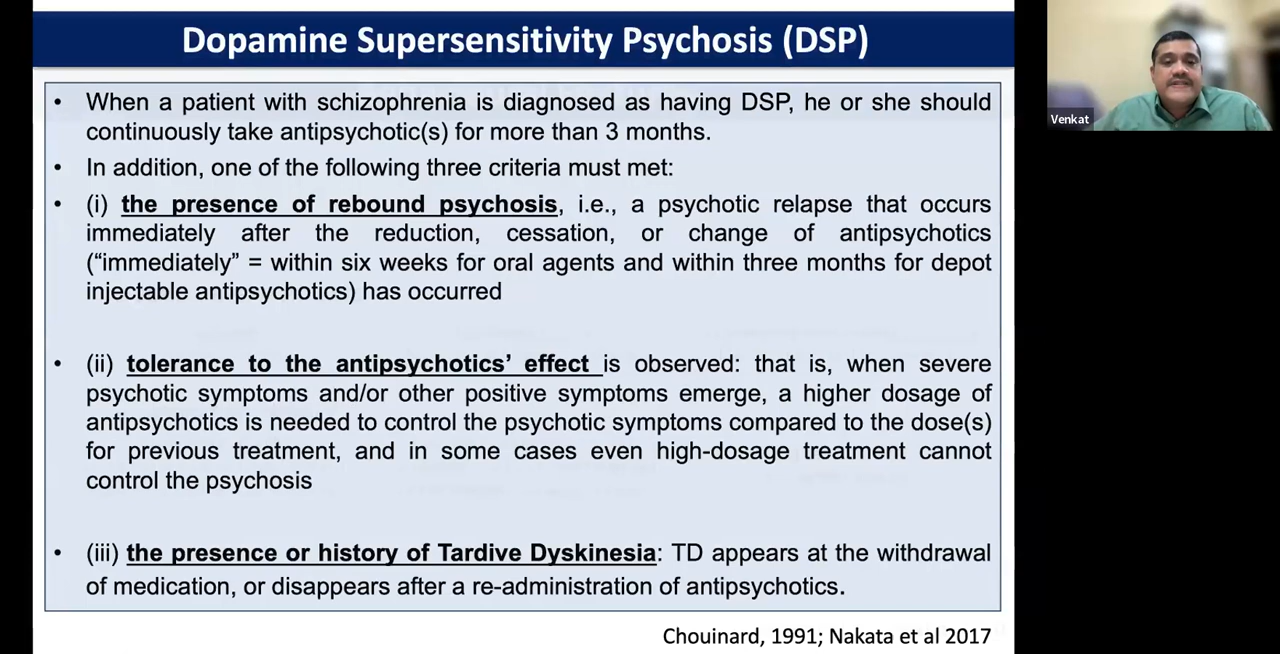 Dopamine Supersensitivity Psychosis (DSP)
• When a patient with schizophrenia is diagnosed as having DSP, he or she should
continuously take antipsychotic(s) for more than 3 months.
• In addition, one of the following three criteria must met:
• (i) the presence of rebound psychosis, i.e., a psychotic relapse that occurs
immediately after the reduction, cessation, or change of antipsychotics
(“immediately” = within six weeks for oral agents and within three months for depot
injectable antipsychotics) has occurred
• (ii) tolerance to the antipsychotics’ effect is observed: that is, when severe
psychotic symptoms and/or other positive symptoms emerge, a higher dosage of
antipsychotics is needed to control the psychotic symptoms compared to the dose(s)
for previous treatment, and in some cases even high-dosage treatment cannot
control the psychosis
• (iii) the presence or history of Tardive Dyskinesia: TD appears at the withdrawal
of medication, or disappears after a re-administration of antipsychotics.
Chouinard, 1991; Nakata et al 2017
Venkat